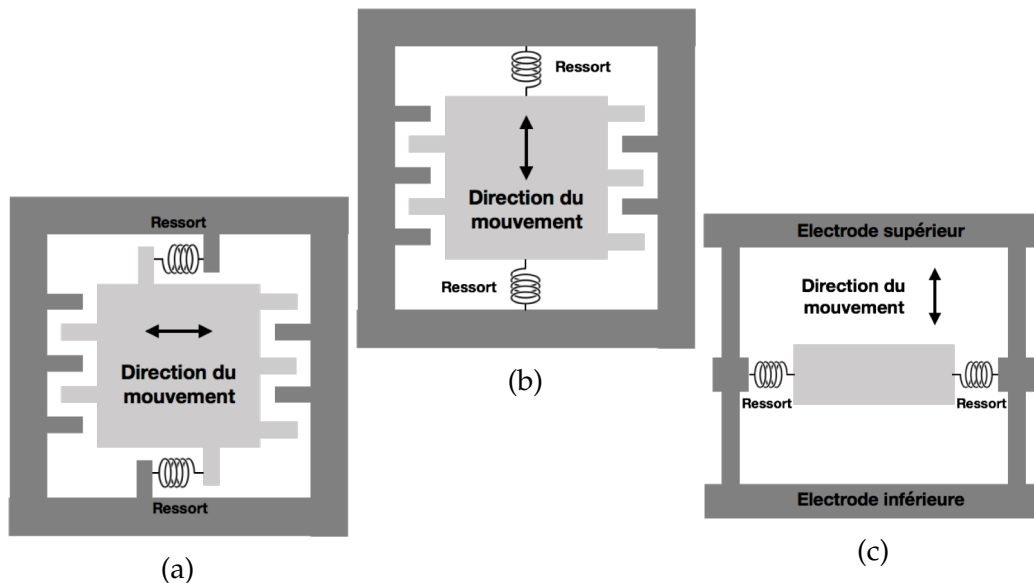 Ressort
Direction du
mouvement
Ressort
(a)
Ressort
Direction du
mouvement
Ressort
(b)
Electrode supérieur
Direction du
mouvement
Ressort
Ressort
Electrode inférieure
(c)